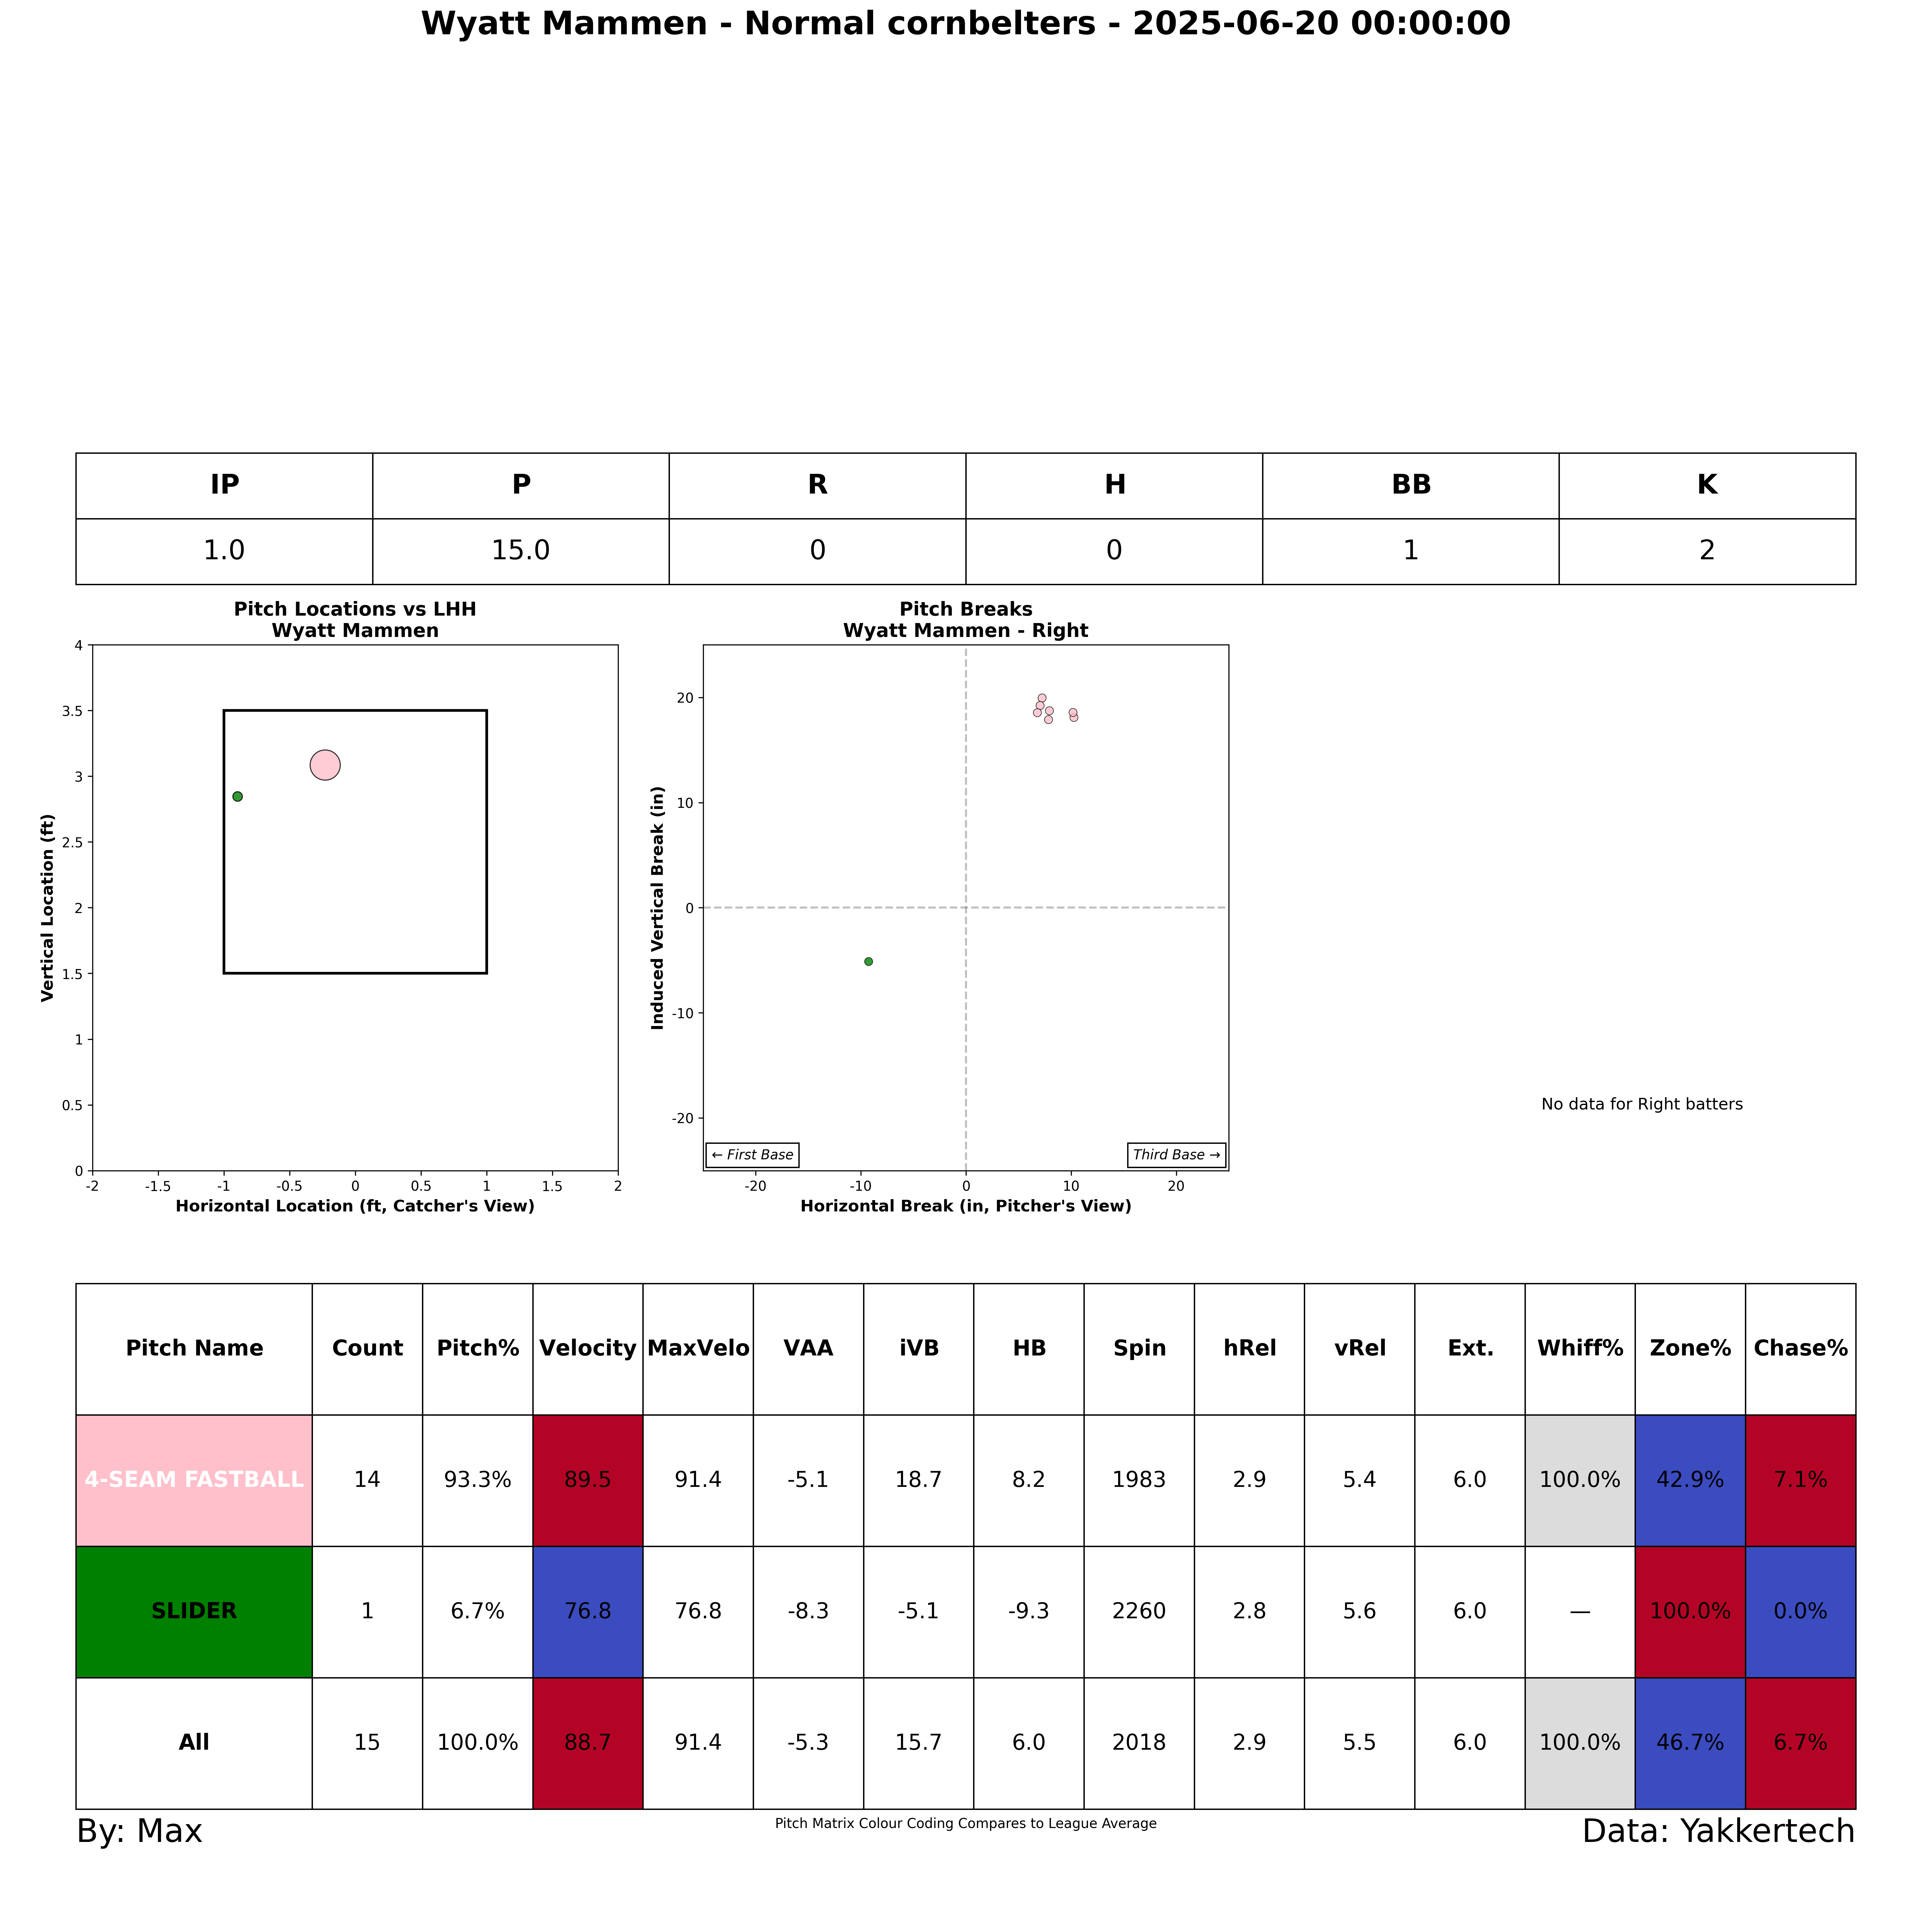 Wyatt Mammen - Normal cornbelters - 2025-06-20 00:00:00
IP P R H BB K
1.0 15.0 0 0 1 2
Pitch Locations vs LHH
Wyatt Mammen
4
3.5
3
2.5
2
1.5
1
0.5
0
-2 -1.5 -1 -0.5 0 0.5 1 1.5 2
Vertical Location (ft)
Horizontal Location (ft, Catcher's View)
Pitch Breaks
Wyatt Mammen - Right
20
10
0
-10
-20
← First Base
Third Base →
-20 -10 0 10 20
Induced Vertical Break (in)
Horizontal Break (in, Pitcher's View)
No data for Right batters
Pitch Name Count Pitch% Velocity MaxVelo VAA iVB HB Spin hRel vRel Ext. Whiff% Zone% Chase%
4-SEAM FASTBALL 14 93.3% 89.5 91.4 -5.1 18.7 8.2 1983 2.9 5.4 6.0 100.0% 42.9% 7.1%
SLIDER 1 6.7% 76.8 76.8 -8.3 -5.1 -9.3 2260 2.8 5.6 6.0 — 100.0% 0.0%
All 15 100.0% 88.7 91.4 -5.3 15.7 6.0 2018 2.9 5.5 6.0 100.0% 46.7% 6.7%
By: Max
Pitch Matrix Colour Coding Compares to League Average
Data: Yakkertech